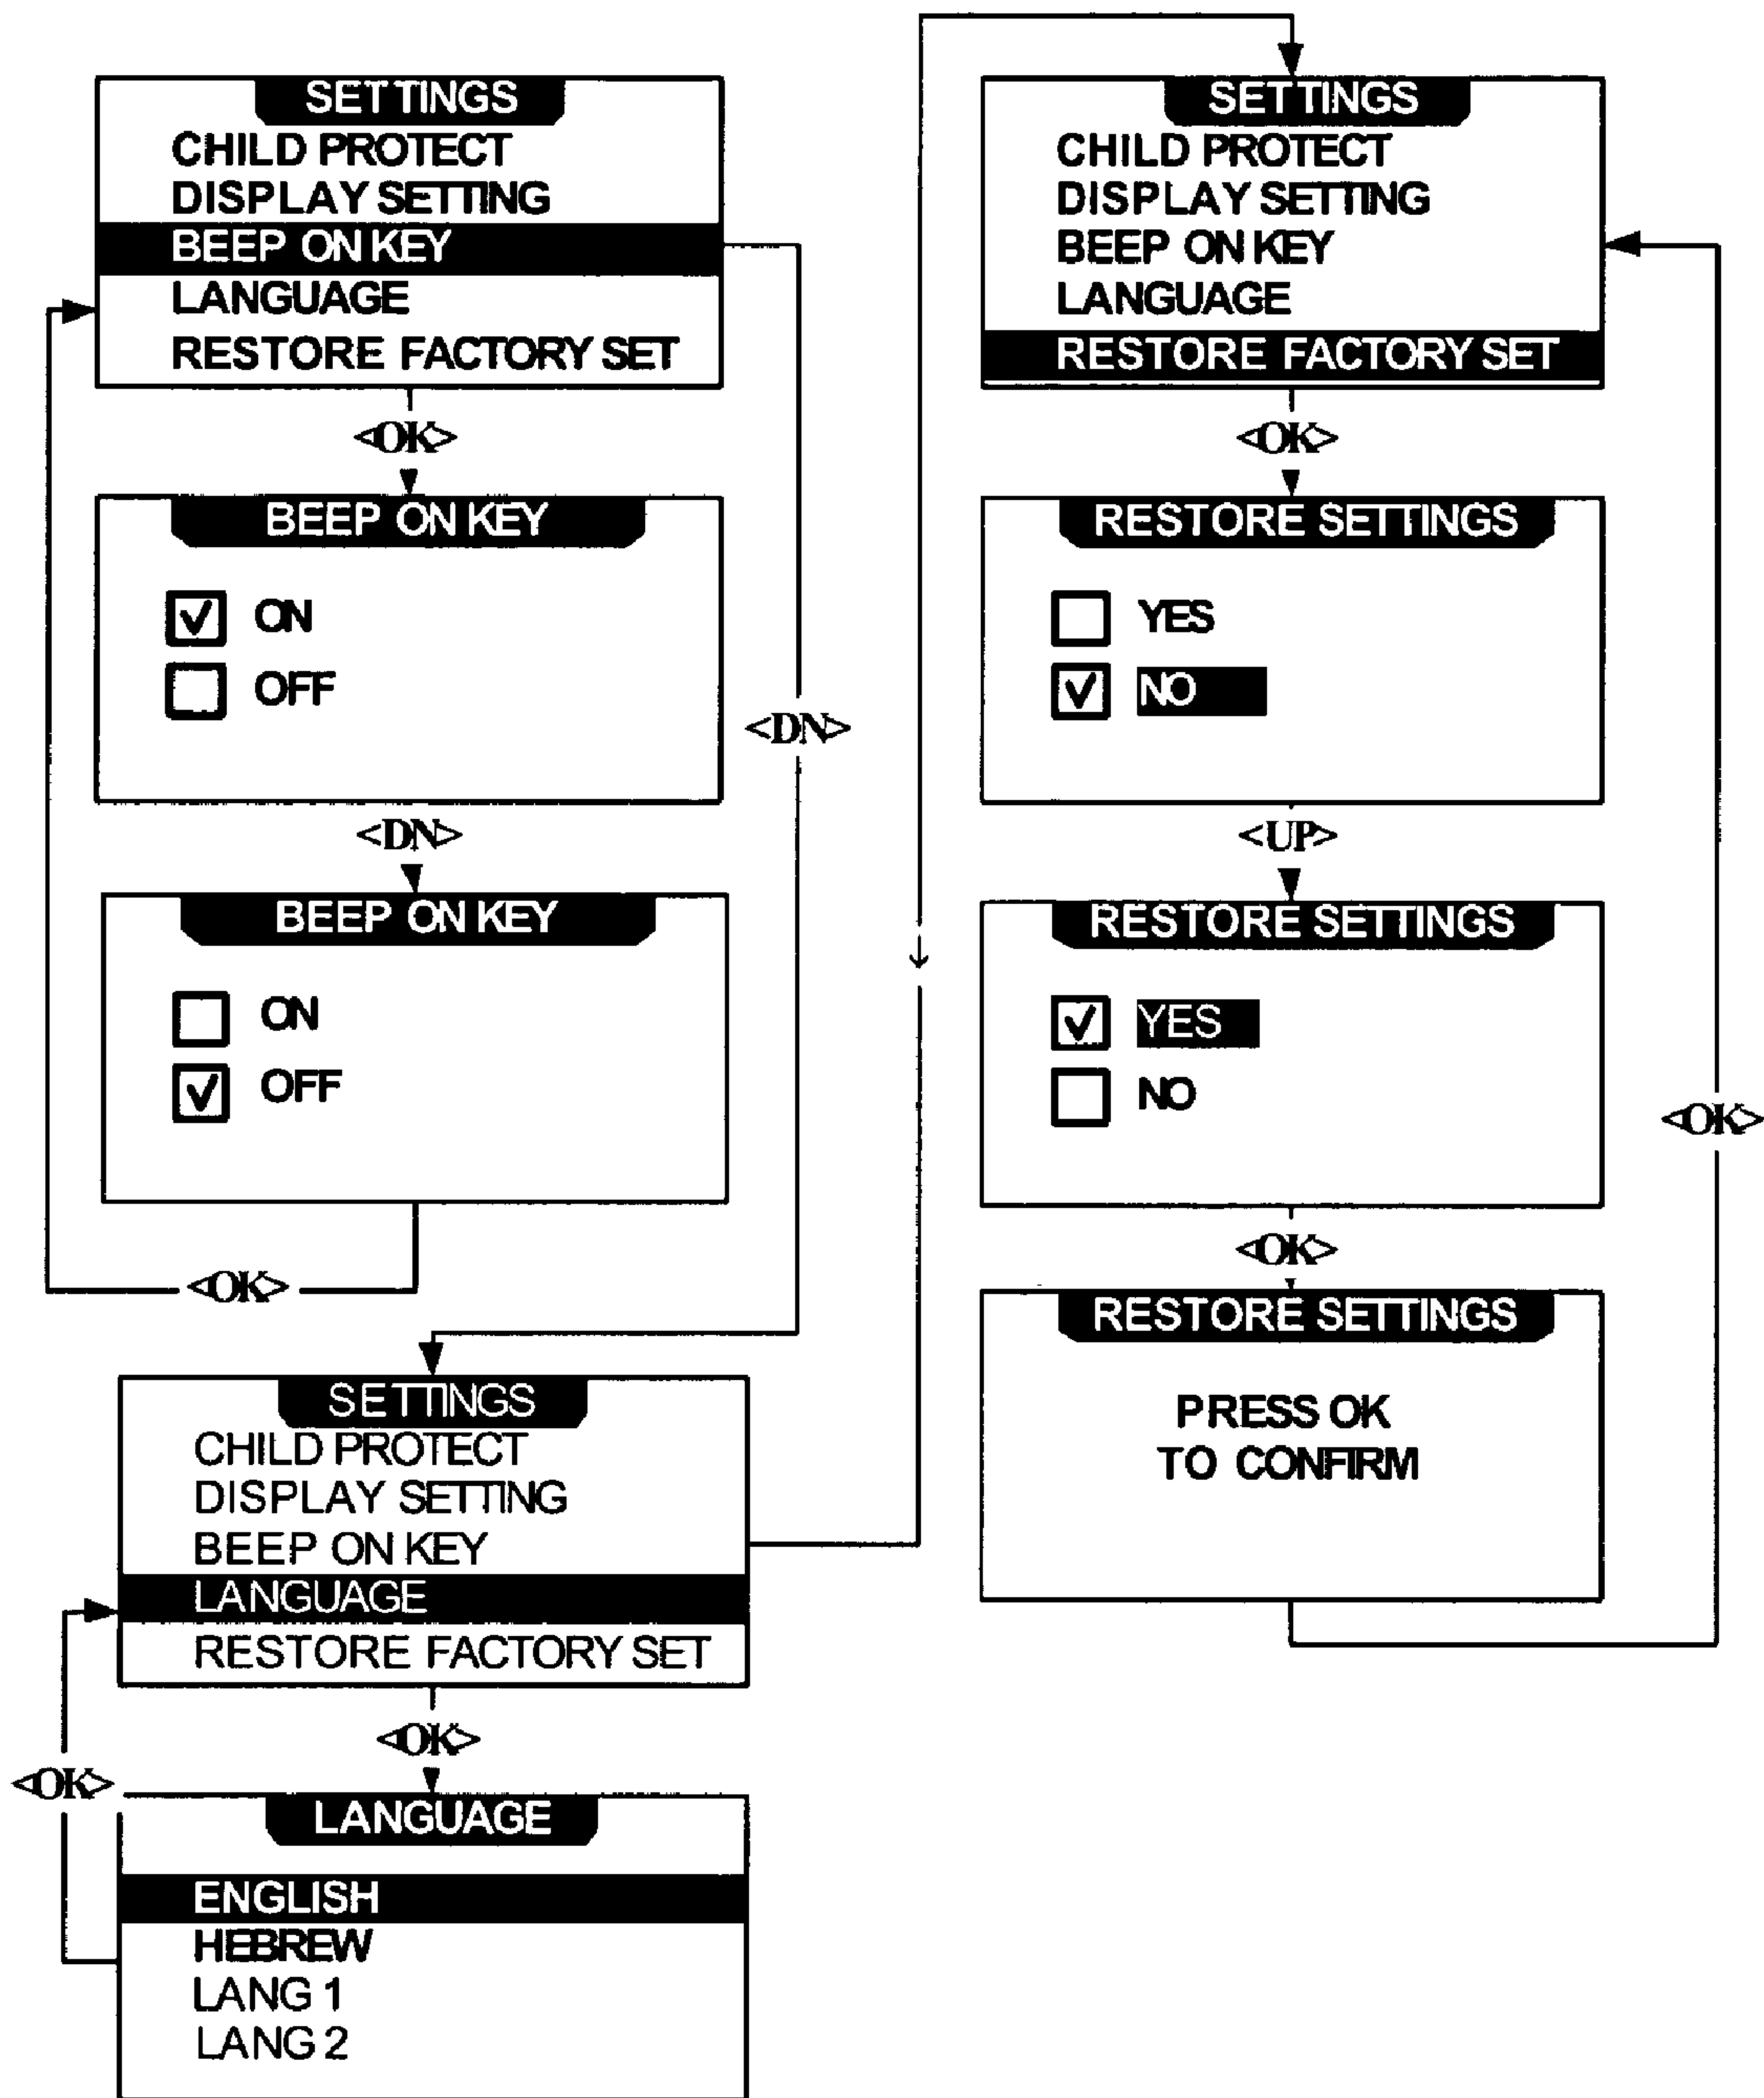 SETTINGS
CHILD PROTECT
DISPLAY SETTING
BEEP ON KEY
LANGUAGE
RESTORE FACTORY SET
<OK>
BEEP ON KEY
ON
OFF
<DN>
<DN>
BEEP ON KEY
ON
OFF
<OK>
SETTINGS
CHILD PROTECT
DISPLAY SETTING
BEEP ON KEY
LANGUAGE
RESTORE FACTORY SET
<OK>
<OK>
LANGUAGE
ENGLISH
HEBREW
LANG 1
LANG 2
SETTINGS
CHILD PROTECT
DISPLAY SETTING
BEEP ON KEY
LANGUAGE
RESTORE FACTORY SET
<OK>
RESTORE SETTINGS
YES
NO
<UP>
RESTORE SETTINGS
YES
NO
<OK>
<OK>
RESTORE SETTINGS
PRESS OK
TO CONFIRM